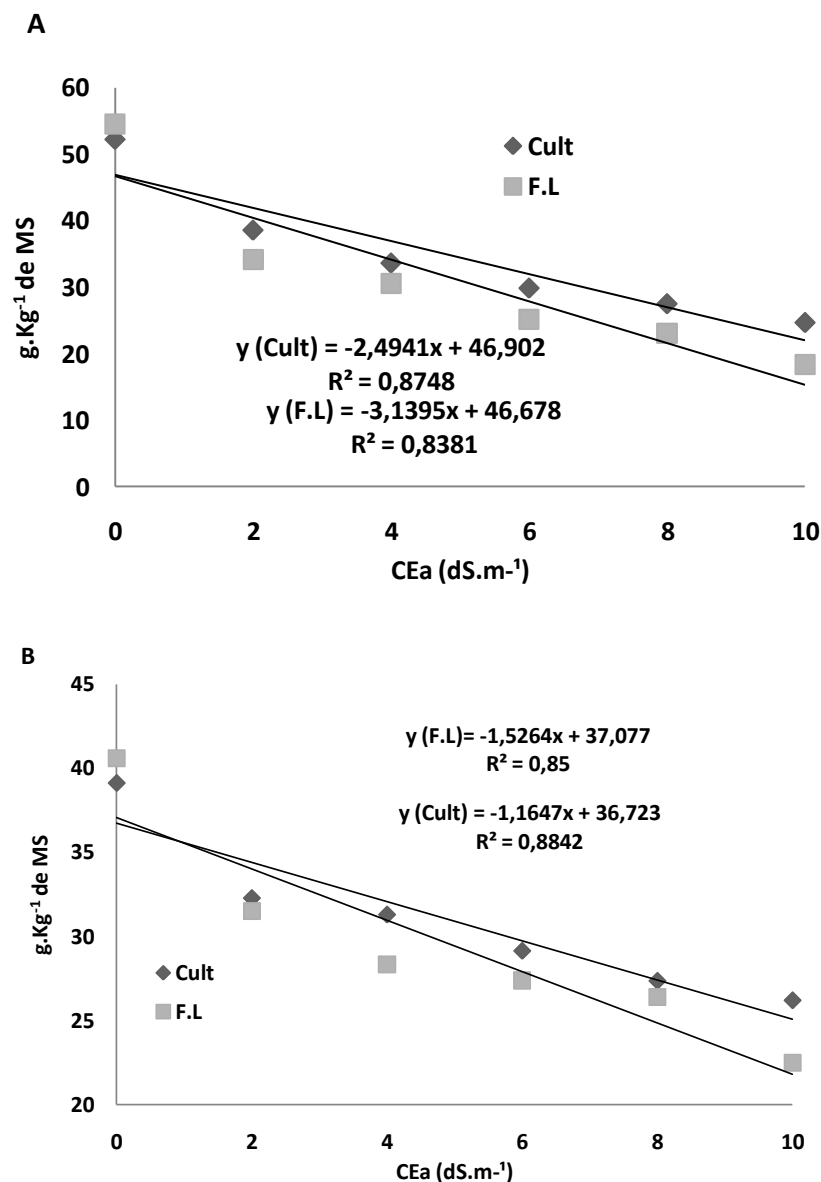 A
60
50
40
30
20
10
0
g.Kg⁻¹ de MS
Cult
F.L
y (Cult) = -2,4941x + 46,902
R² = 0,8748
y (F.L) = -3,1395x + 46,678
R² = 0,8381
0 2 4 6 8 10
CEa (dS.m-¹)
B
45
40
35
30
25
20
g.Kg⁻¹ de MS
y (F.L)= -1,5264x + 37,077
R² = 0,85
y (Cult) = -1,1647x + 36,723
R² = 0,8842
Cult
F.L
0 2 4 6 8 10
CEa (dS.m-¹)